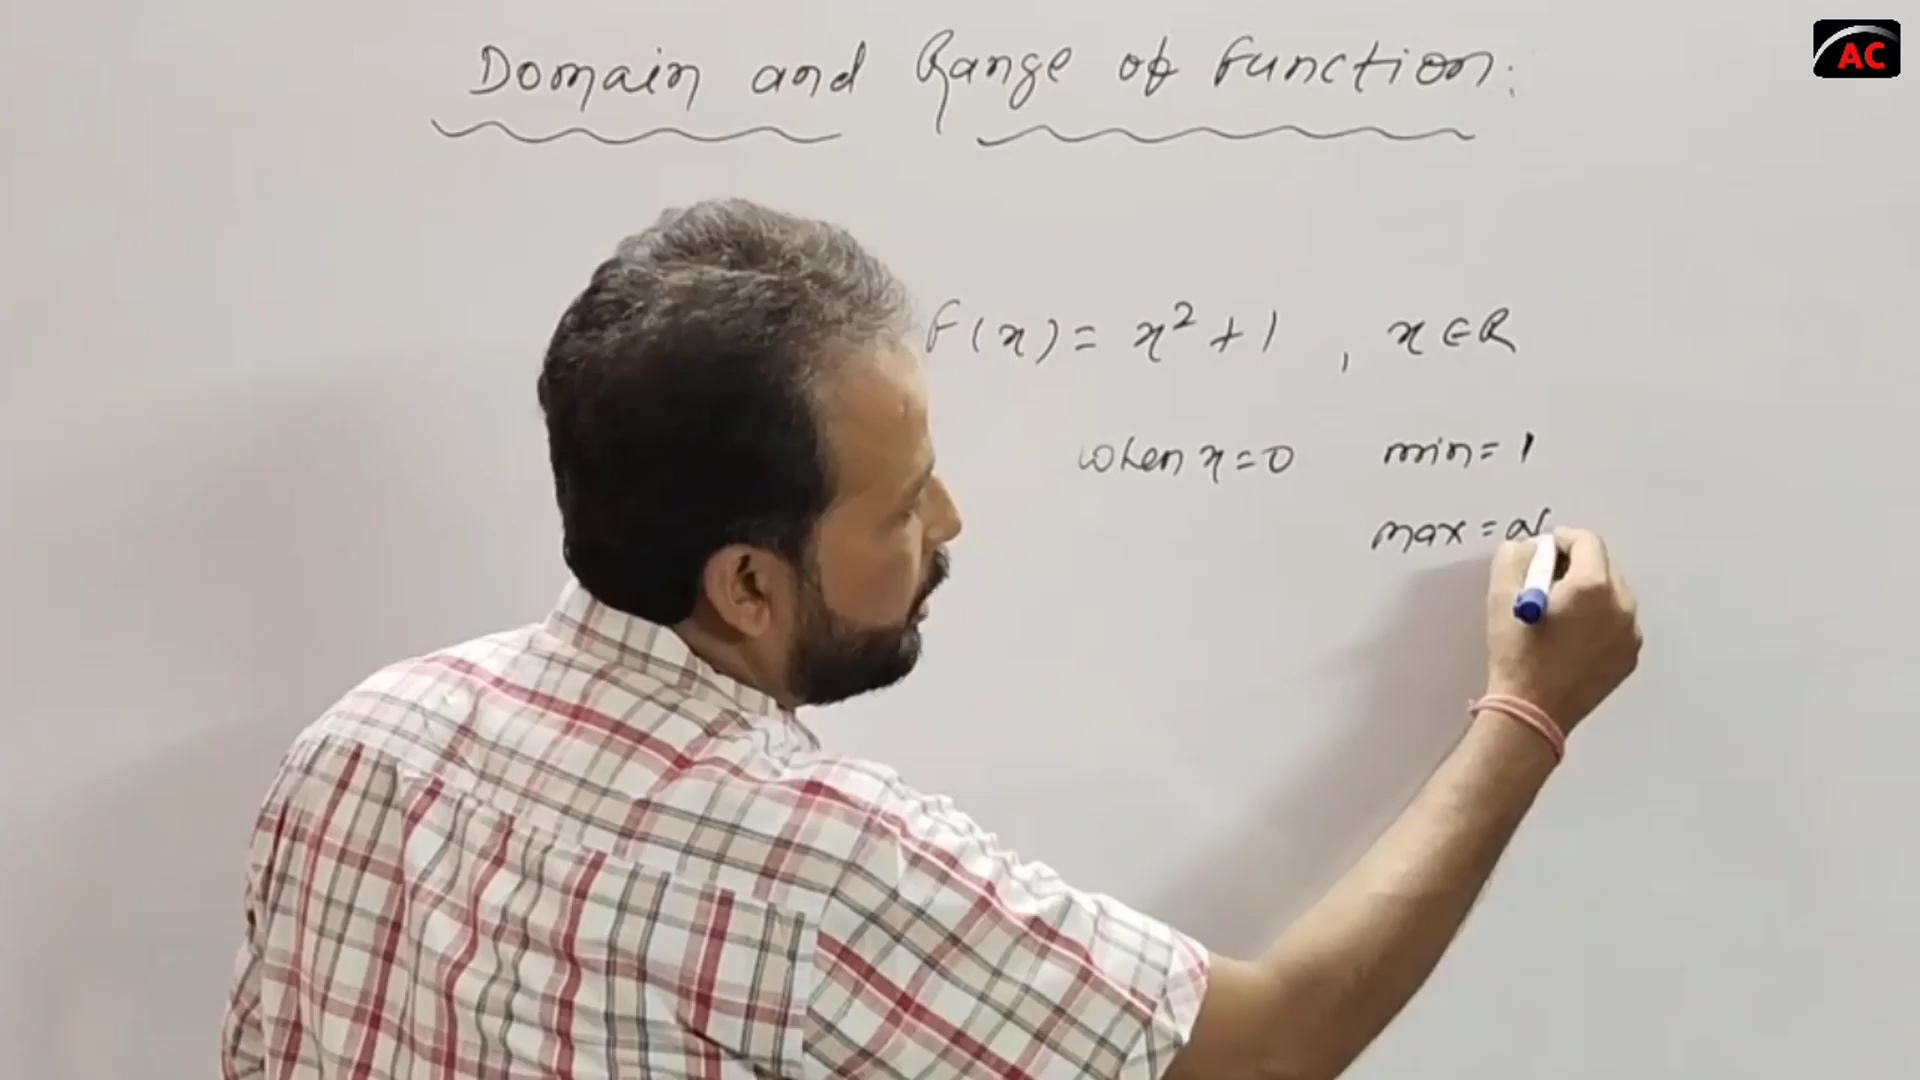 Domain and Range of Function:
AC
F(x) = x² + 1 , x ∈ R
when x = 0 min = 1
max =